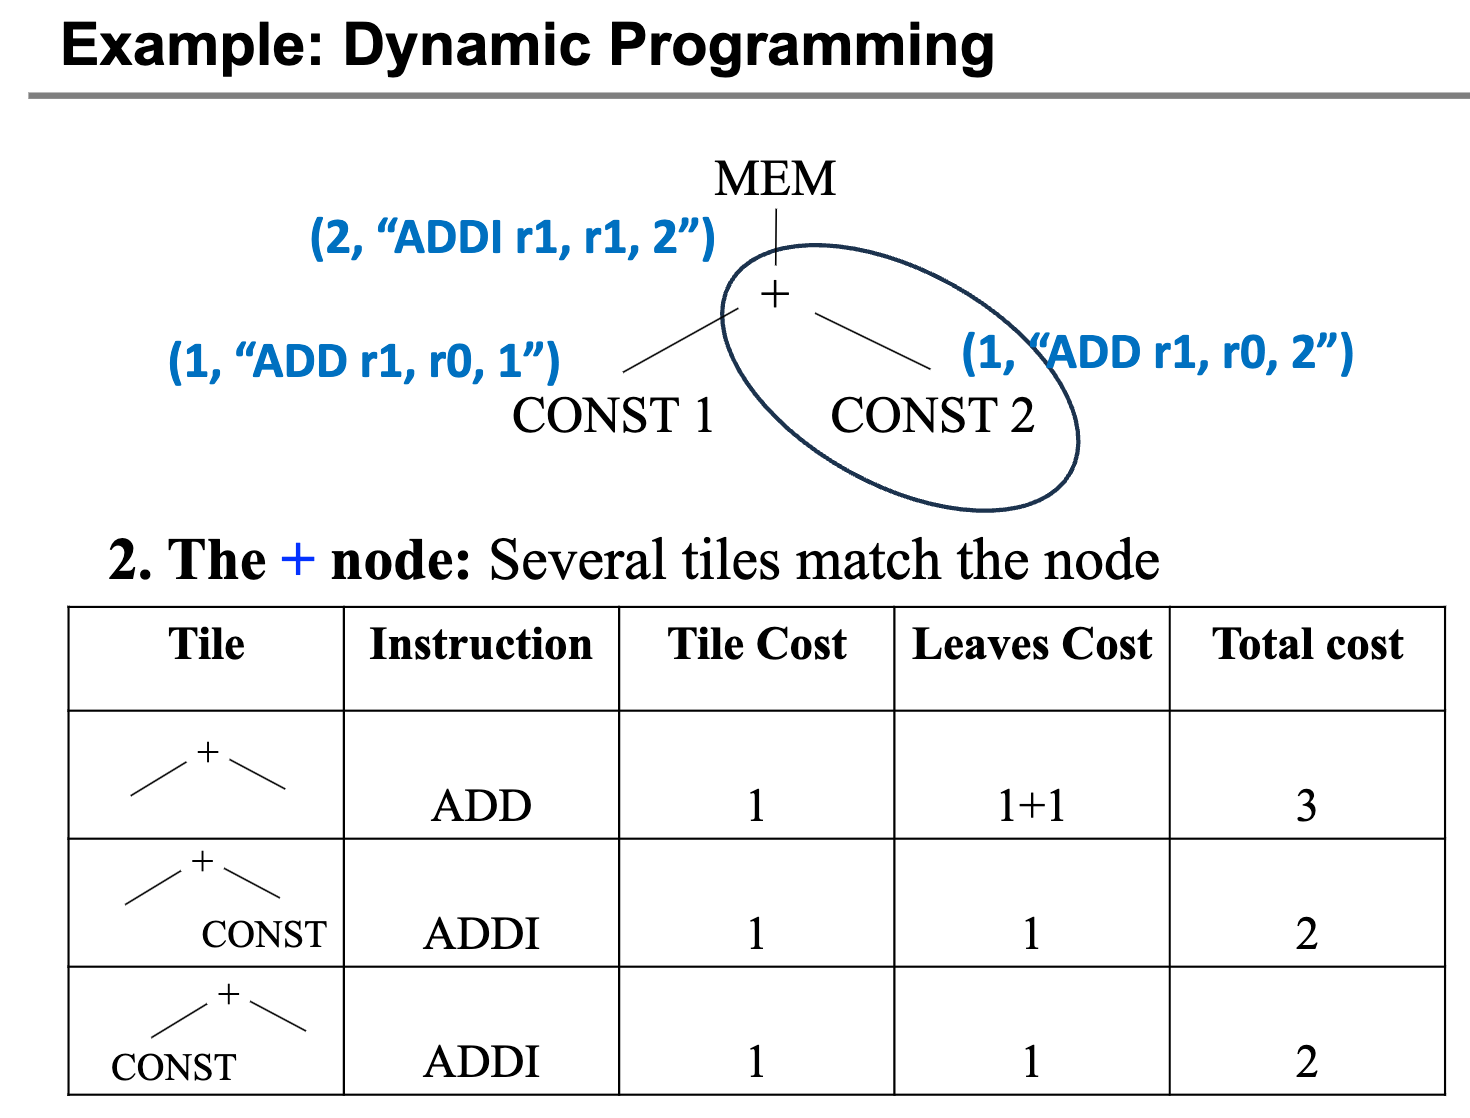 Example: Dynamic Programming
MEM
(2, “ADDI r1, r1, 2”)
+
(1, “ADD r1, r0, 1”)
(1, “ADD r1, r0, 2”)
CONST 1
CONST 2
2. The + node: Several tiles match the node
Tile Instruction Tile Cost Leaves Cost Total cost
+
ADD 1 1+1 3
+
CONST ADDI 1 1 2
+
CONST ADDI 1 1 2